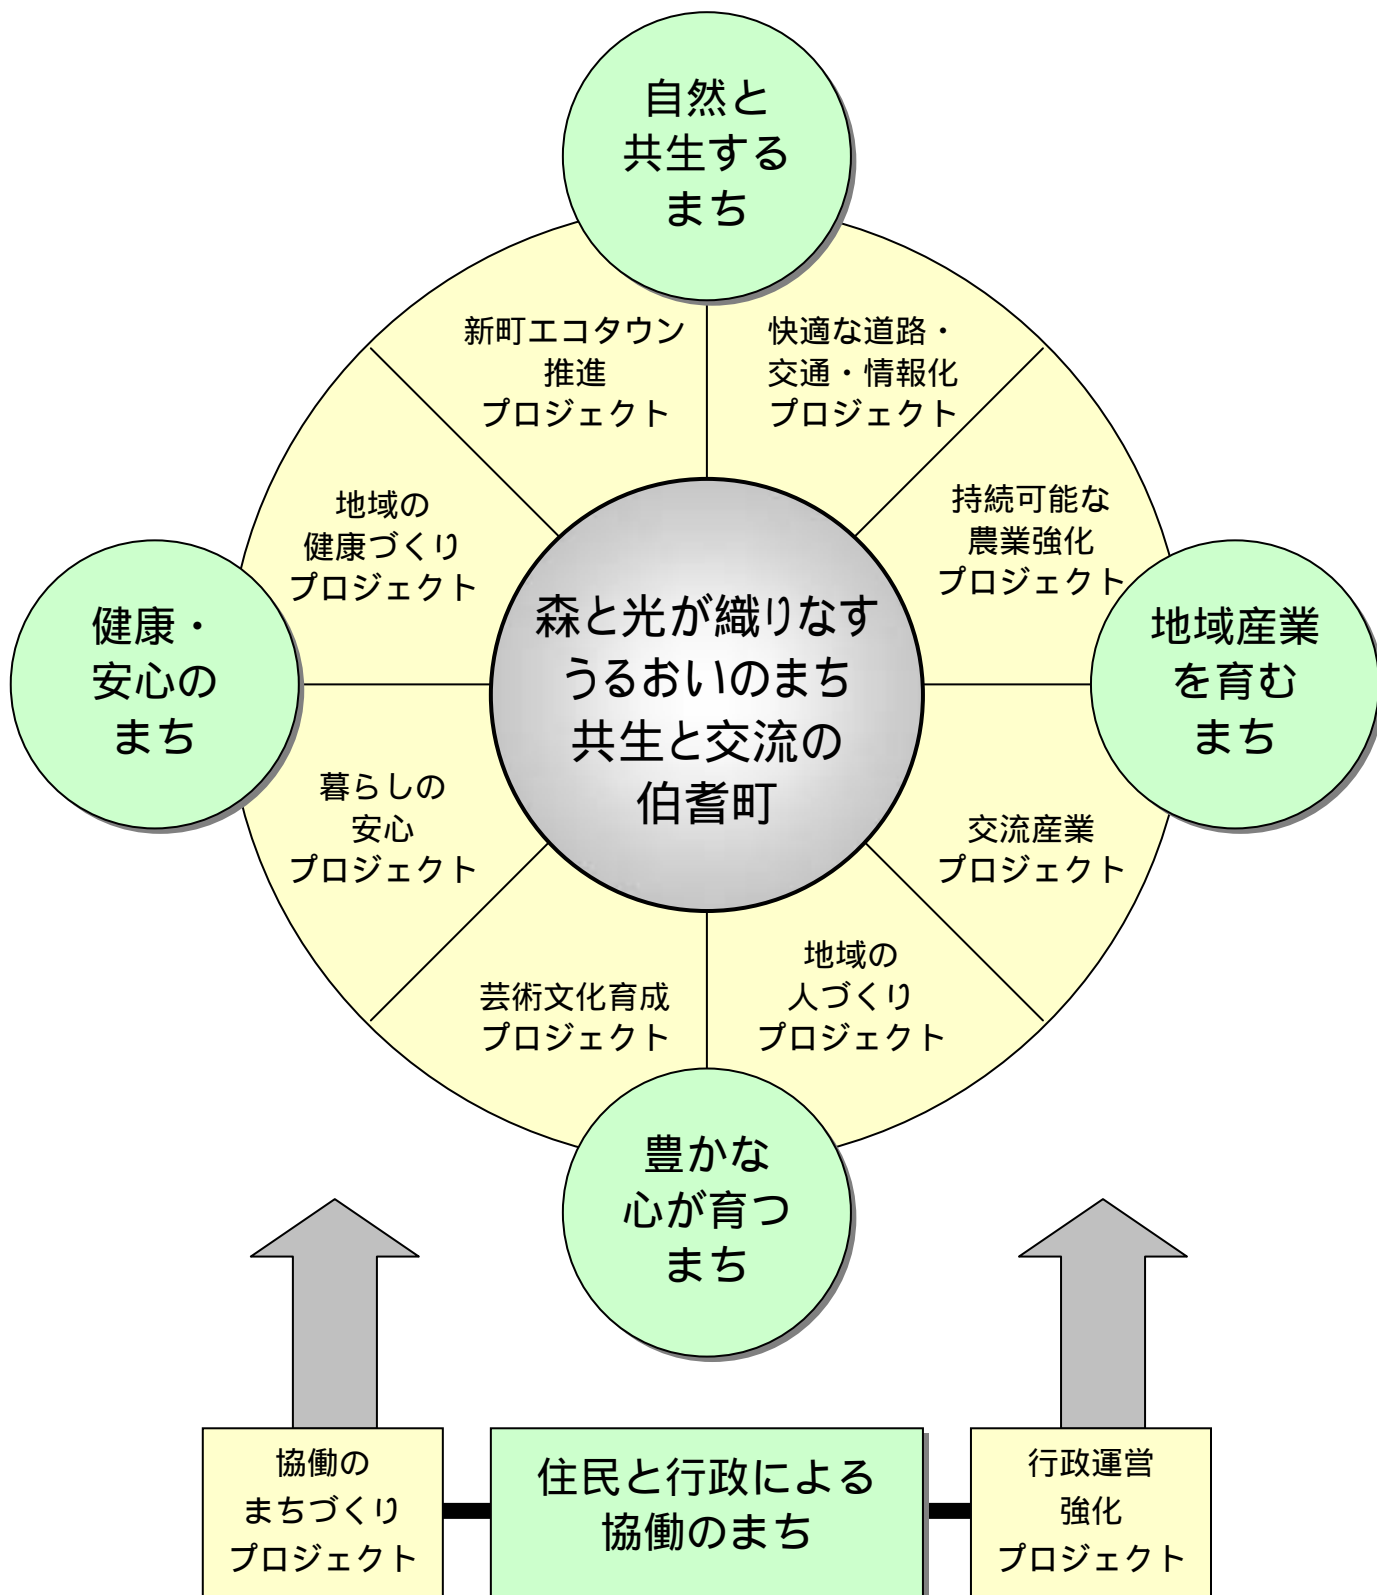 自然と
共生する
まち
新町エコタウン
推進
プロジェクト
快適な道路・
交通・情報化
プロジェクト
地域の
健康づくり
プロジェクト
持続可能な
農業強化
プロジェクト
健康・
安心の
まち
森と光が織りなす
うるおいのまち
共生と交流の
伯耆町
地域産業
を育む
まち
暮らしの
安心
プロジェクト
交流産業
プロジェクト
芸術文化育成
プロジェクト
地域の
人づくり
プロジェクト
豊かな
心が育つ
まち
協働の
まちづくり
プロジェクト
住民と行政による
協働のまち
行政運営
強化
プロジェクト